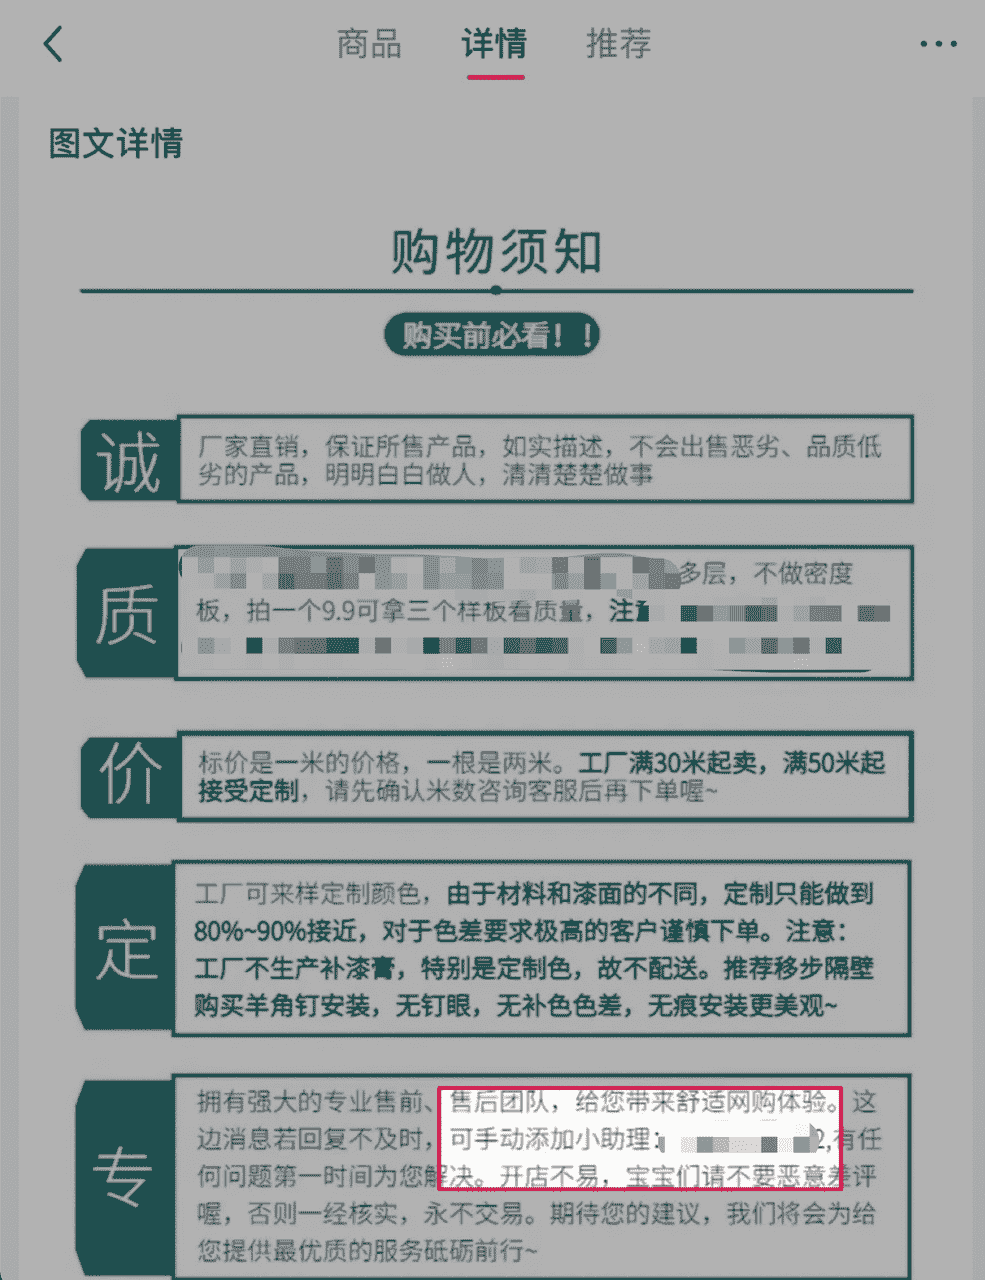 商品 详情 推荐
图文详情
购物须知
购买前必看！！
诚
厂家直销，保证所售产品，如实描述，不会出售恶劣、品质低
劣的产品，明明白白做人，清清楚楚做事
质
多层，不做密度
板，拍一个9.9可拿三个样板看质量，注意
价
标价是一米的价格，一根是两米。工厂满30米起卖，满50米起
接受定制，请先确认米数咨询客服后再下单喔~
定
工厂可来样定制颜色，由于材料和漆面的不同，定制只能做到
80%~90%接近，对于色差要求极高的客户谨慎下单。注意：
工厂不生产补漆膏，特别是定制色，故不配送。推荐移步隔壁
购买羊角钉安装，无钉眼，无补色色差，无痕安装更美观~
专
拥有强大的专业售前、售后团队，给您带来舒适网购体验。这
边消息若回复不及时，可手动添加小助理：2,有任
何问题第一时间为您解决。开店不易，宝宝们请不要恶意差评
喔，否则一经核实，永不交易。期待您的建议，我们将会为给
您提供最优质的服务砥砺前行~